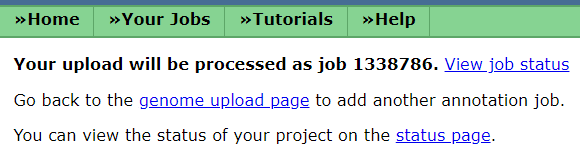 »Home »Your Jobs »Tutorials »Help
Your upload will be processed as job 1338786. View job status
Go back to the genome upload page to add another annotation job.
You can view the status of your project on the status page.